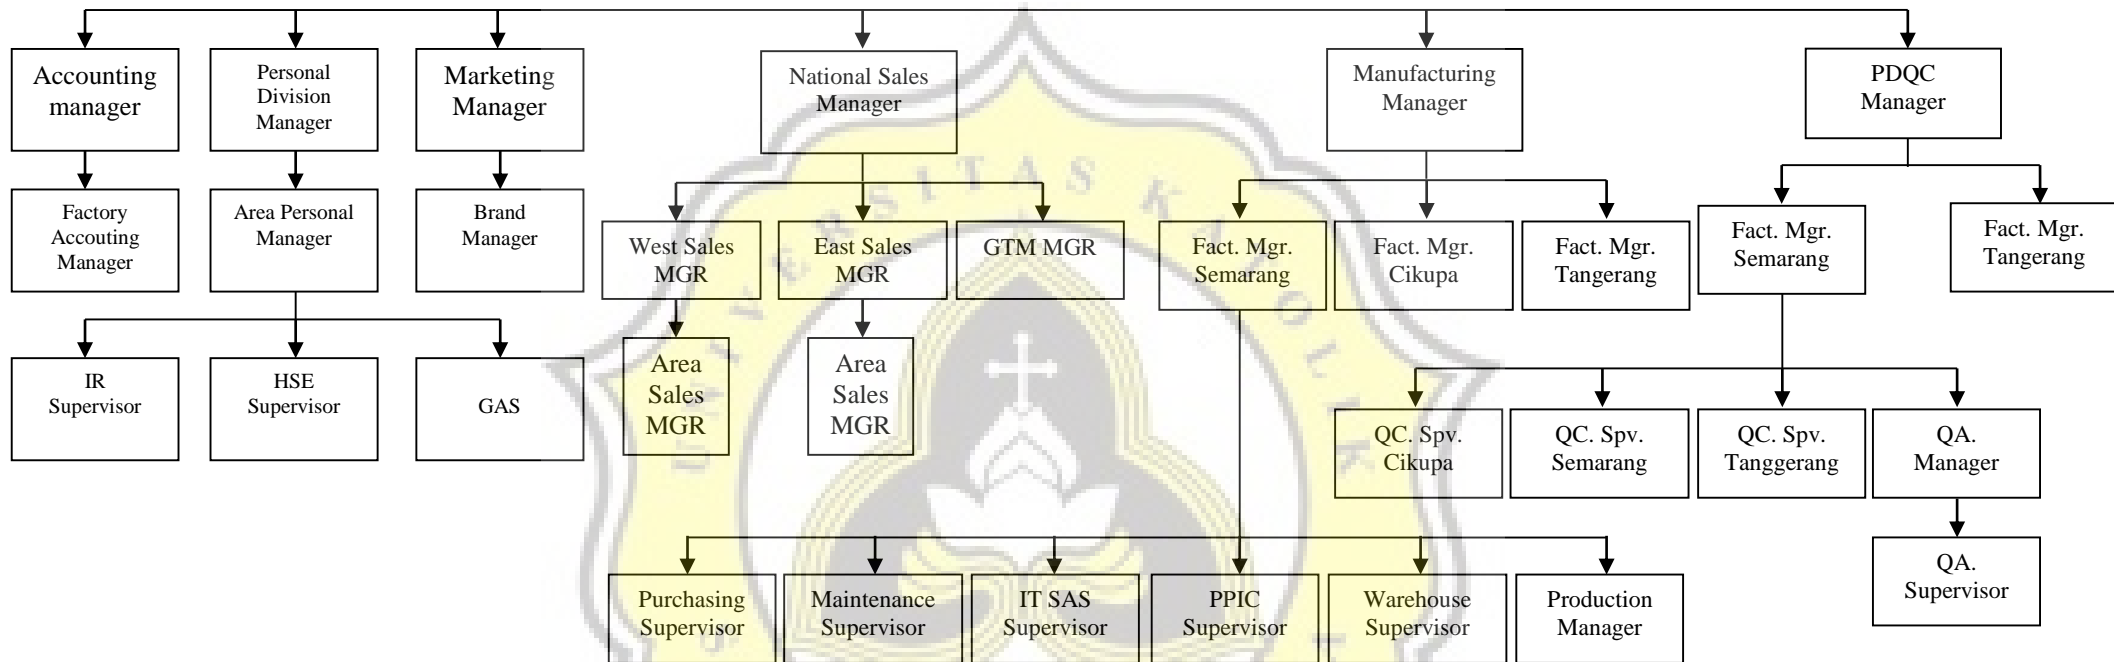 Accounting
manager
Personal
Division
Manager
Marketing
Manager
National Sales
Manager
Manufacturing
Manager
PDQC
Manager
Factory
Accouting
Manager
Area Personal
Manager
Brand
Manager
West Sales
MGR
East Sales
MGR
GTM MGR
Fact. Mgr.
Semarang
Fact. Mgr.
Cikupa
Fact. Mgr.
Tangerang
Fact. Mgr.
Semarang
Fact. Mgr.
Tangerang
IR
Supervisor
HSE
Supervisor
GAS
Area
Sales
MGR
Area
Sales
MGR
QC. Spv.
Cikupa
QC. Spv.
Semarang
QC. Spv.
Tanggerang
QA.
Manager
QA.
Supervisor
Purchasing
Supervisor
Maintenance
Supervisor
IT SAS
Supervisor
PPIC
Supervisor
Warehouse
Supervisor
Production
Manager
UNIVERSITAS KATOLIK